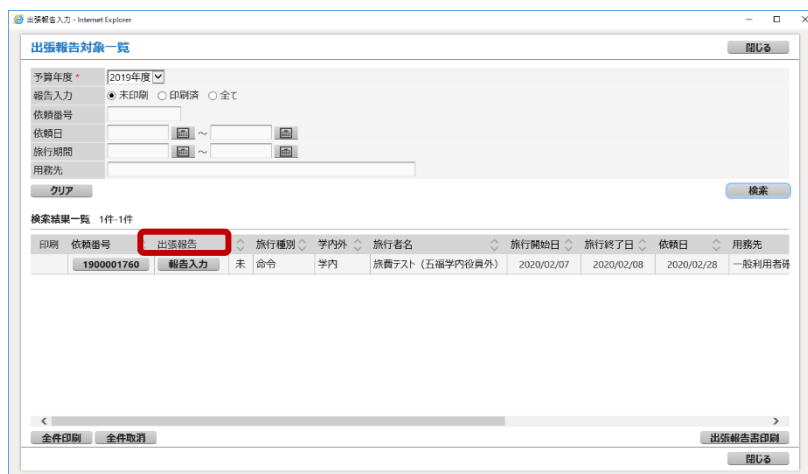 出張報告入力 - Internet Explorer
出張報告対象一覧 閉じる
予算年度 * 2019年度
報告入力 未印刷 印刷済 全て
依頼番号
依頼日 ～
旅行期間 ～
用務先
クリア 検索
検索結果一覧 1件-1件
印刷 依頼番号 出張報告 旅行種別 学内外 旅行者名 旅行開始日 旅行終了日 依頼日 用務先
1900001760 報告入力 未 命令 学内 旅費テスト（五福学内役員外） 2020/02/07 2020/02/08 2020/02/28 一般利用者確
全件印刷 全件取消 出張報告書印刷
閉じる